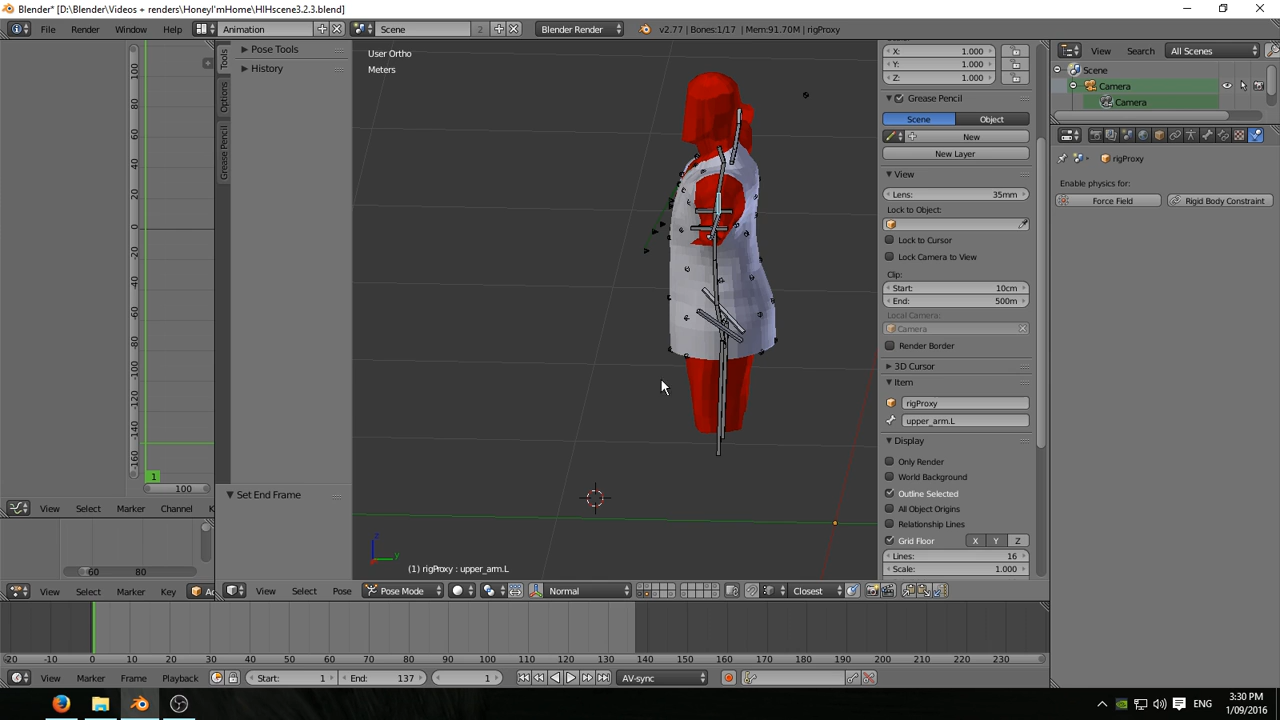 Blender* [D:\Blender\Videos + renders\HoneyI'mHome\HIHscene3.2.3.blend]
File Render Window Help Animation Scene 2 Blender Render v2.77 | Bones:1/17 | Mem:91.70M | rigProxy
View Search All Scenes
Scene
Camera
Camera
rigProxy
Enable physics for:
Force Field Rigid Body Constraint
100
80
60
40
20
0
-20
-40
-60
-80
-100
-120
-140
-160
1
100
View Select Marker Channel K
60 80
View Select Marker Key Ac
Tools
Options
Grease Pencil
Pose Tools
History
Set End Frame
User Ortho
Meters
z
y
(1) rigProxy : upper_arm.L
View Select Pose Pose Mode Normal Closest
X: 1.000
Y: 1.000
Z: 1.000
Grease Pencil
Scene Object
New
New Layer
View
Lens: 35mm
Lock to Object:
Lock to Cursor
Lock Camera to View
Clip:
Start: 10cm
End: 500m
Local Camera:
Camera
Render Border
3D Cursor
Item
rigProxy
upper_arm.L
Display
Only Render
World Background
Outline Selected
All Object Origins
Relationship Lines
Grid Floor X Y Z
Lines: 16
Scale: 1.000
-20 -10 0 10 20 30 40 50 60 70 80 90 100 110 120 130 140 150 160 170 180 190 200 210 220 230
View Marker Frame Playback Start: 1 End: 137 1 AV-sync
ENG
3:30 PM
1/09/2016